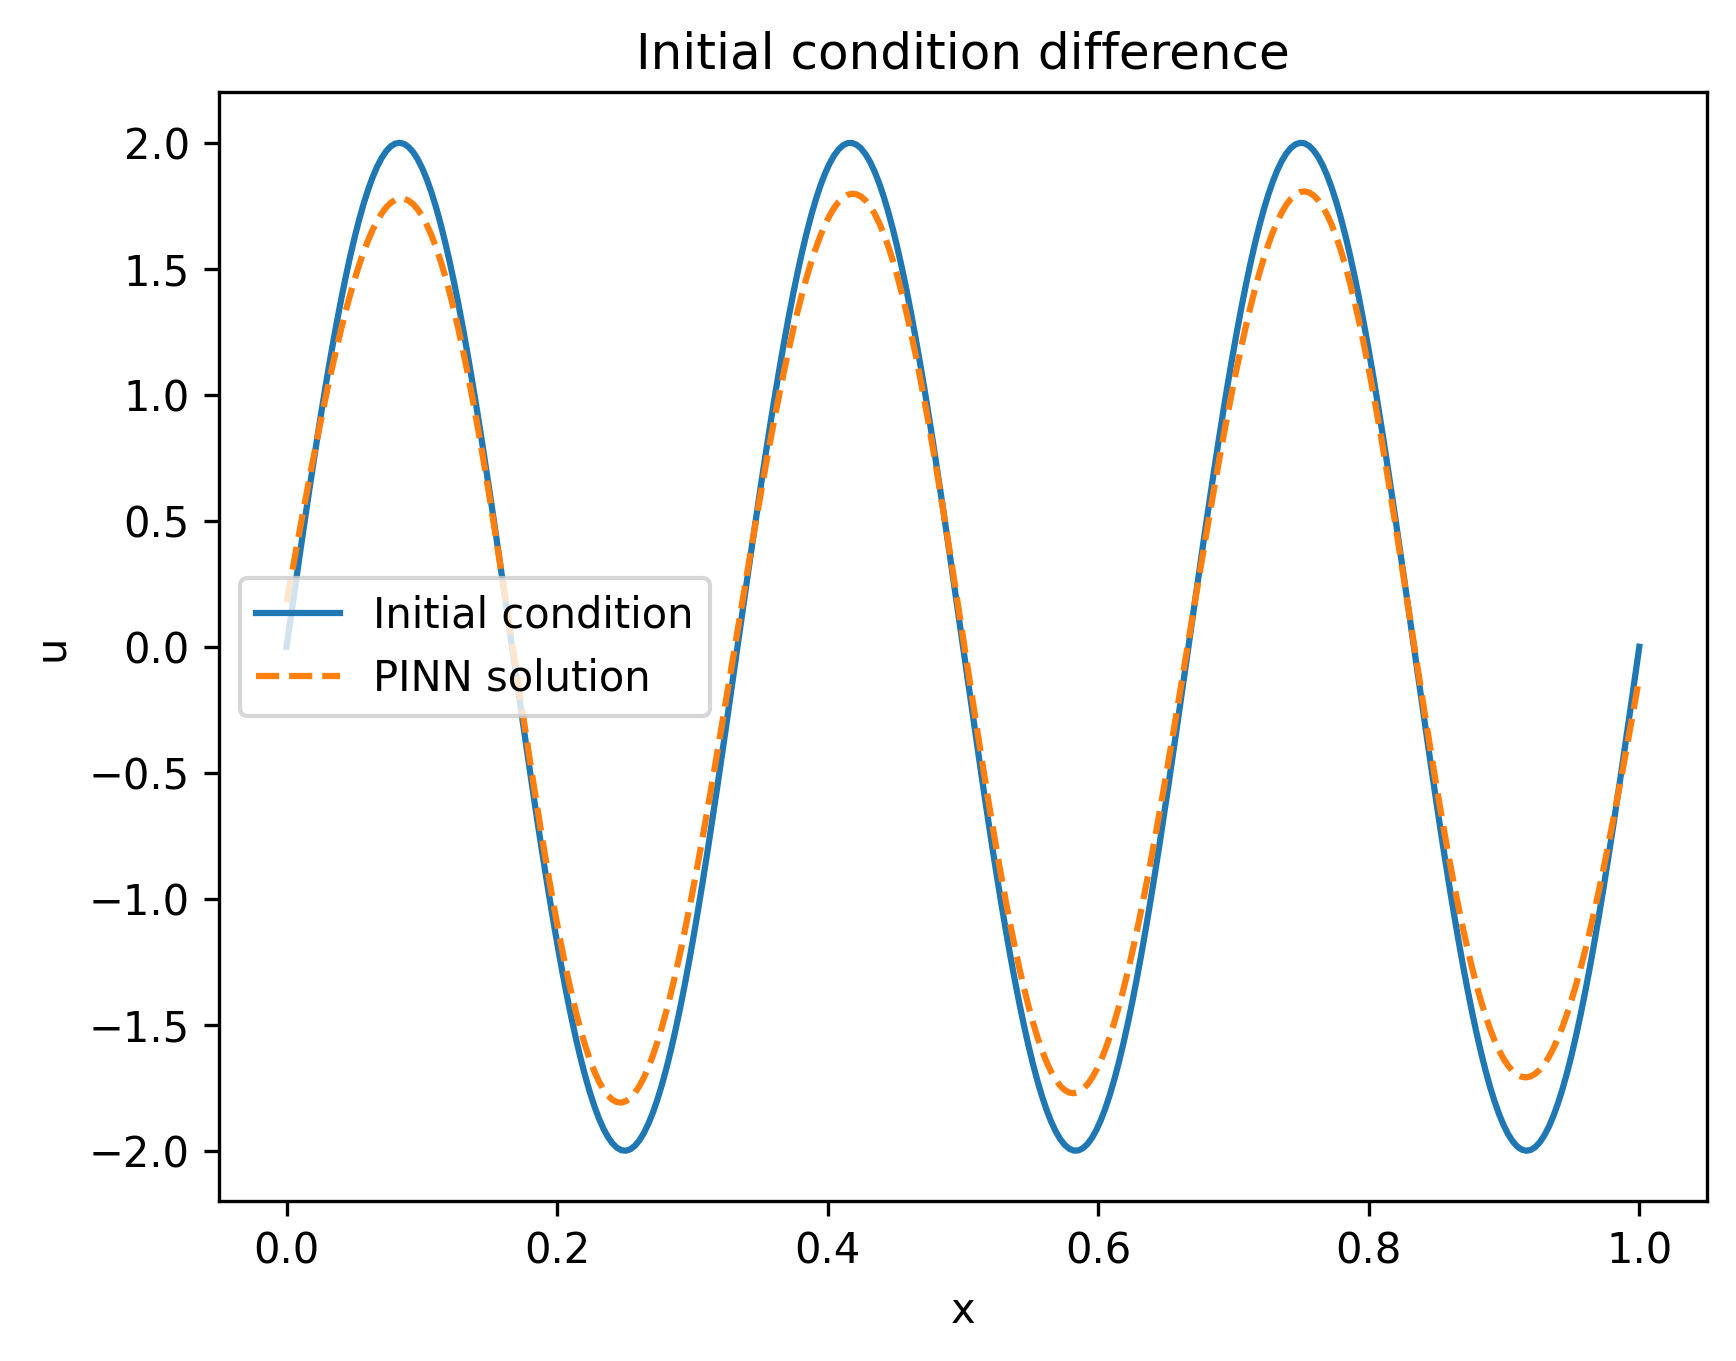 Initial condition difference
2.0
1.5
1.0
0.5
0.0
−0.5
−1.0
−1.5
−2.0
u
Initial condition
PINN solution
0.0 0.2 0.4 0.6 0.8 1.0
x